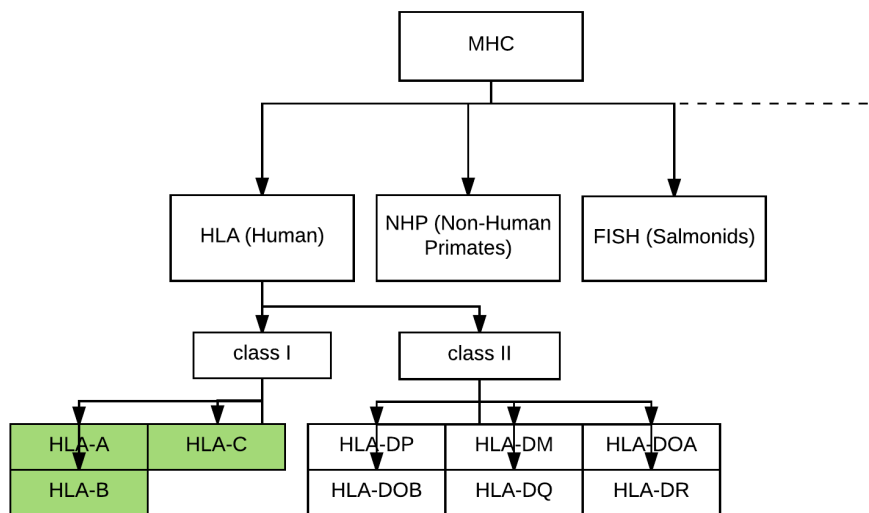 MHC
HLA (Human)
NHP (Non-Human
Primates)
FISH (Salmonids)
class I
class II
HLA-A
HLA-C
HLA-DP
HLA-DM
HLA-DOA
HLA-B
HLA-DOB
HLA-DQ
HLA-DR